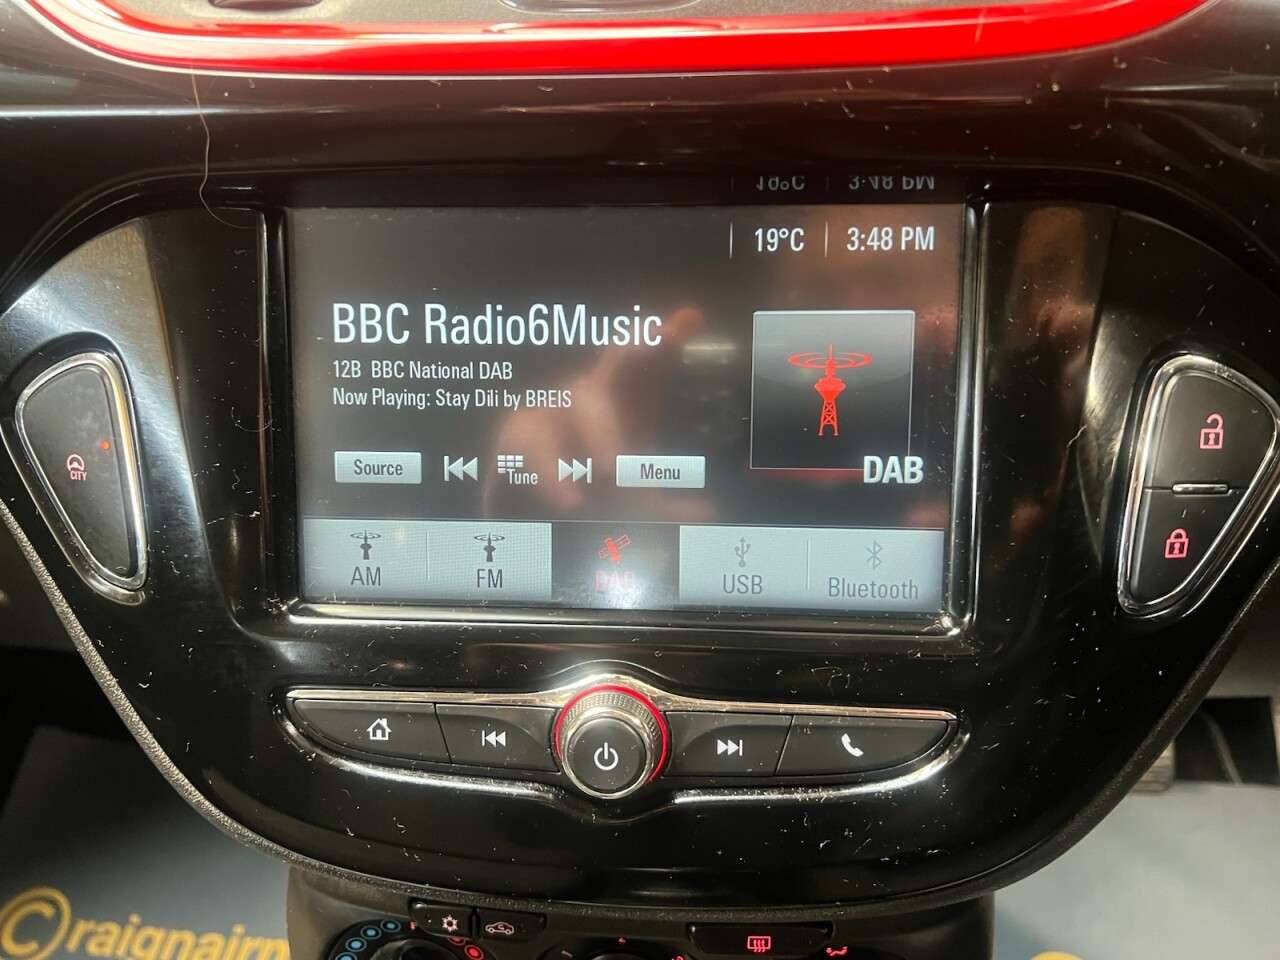 19°C 3:48 PM
BBC Radio6Music
12B BBC National DAB
Now Playing: Stay Dili by BREIS
Source Tune Menu
DAB
AM FM DAB USB Bluetooth
CITY
©raignairn